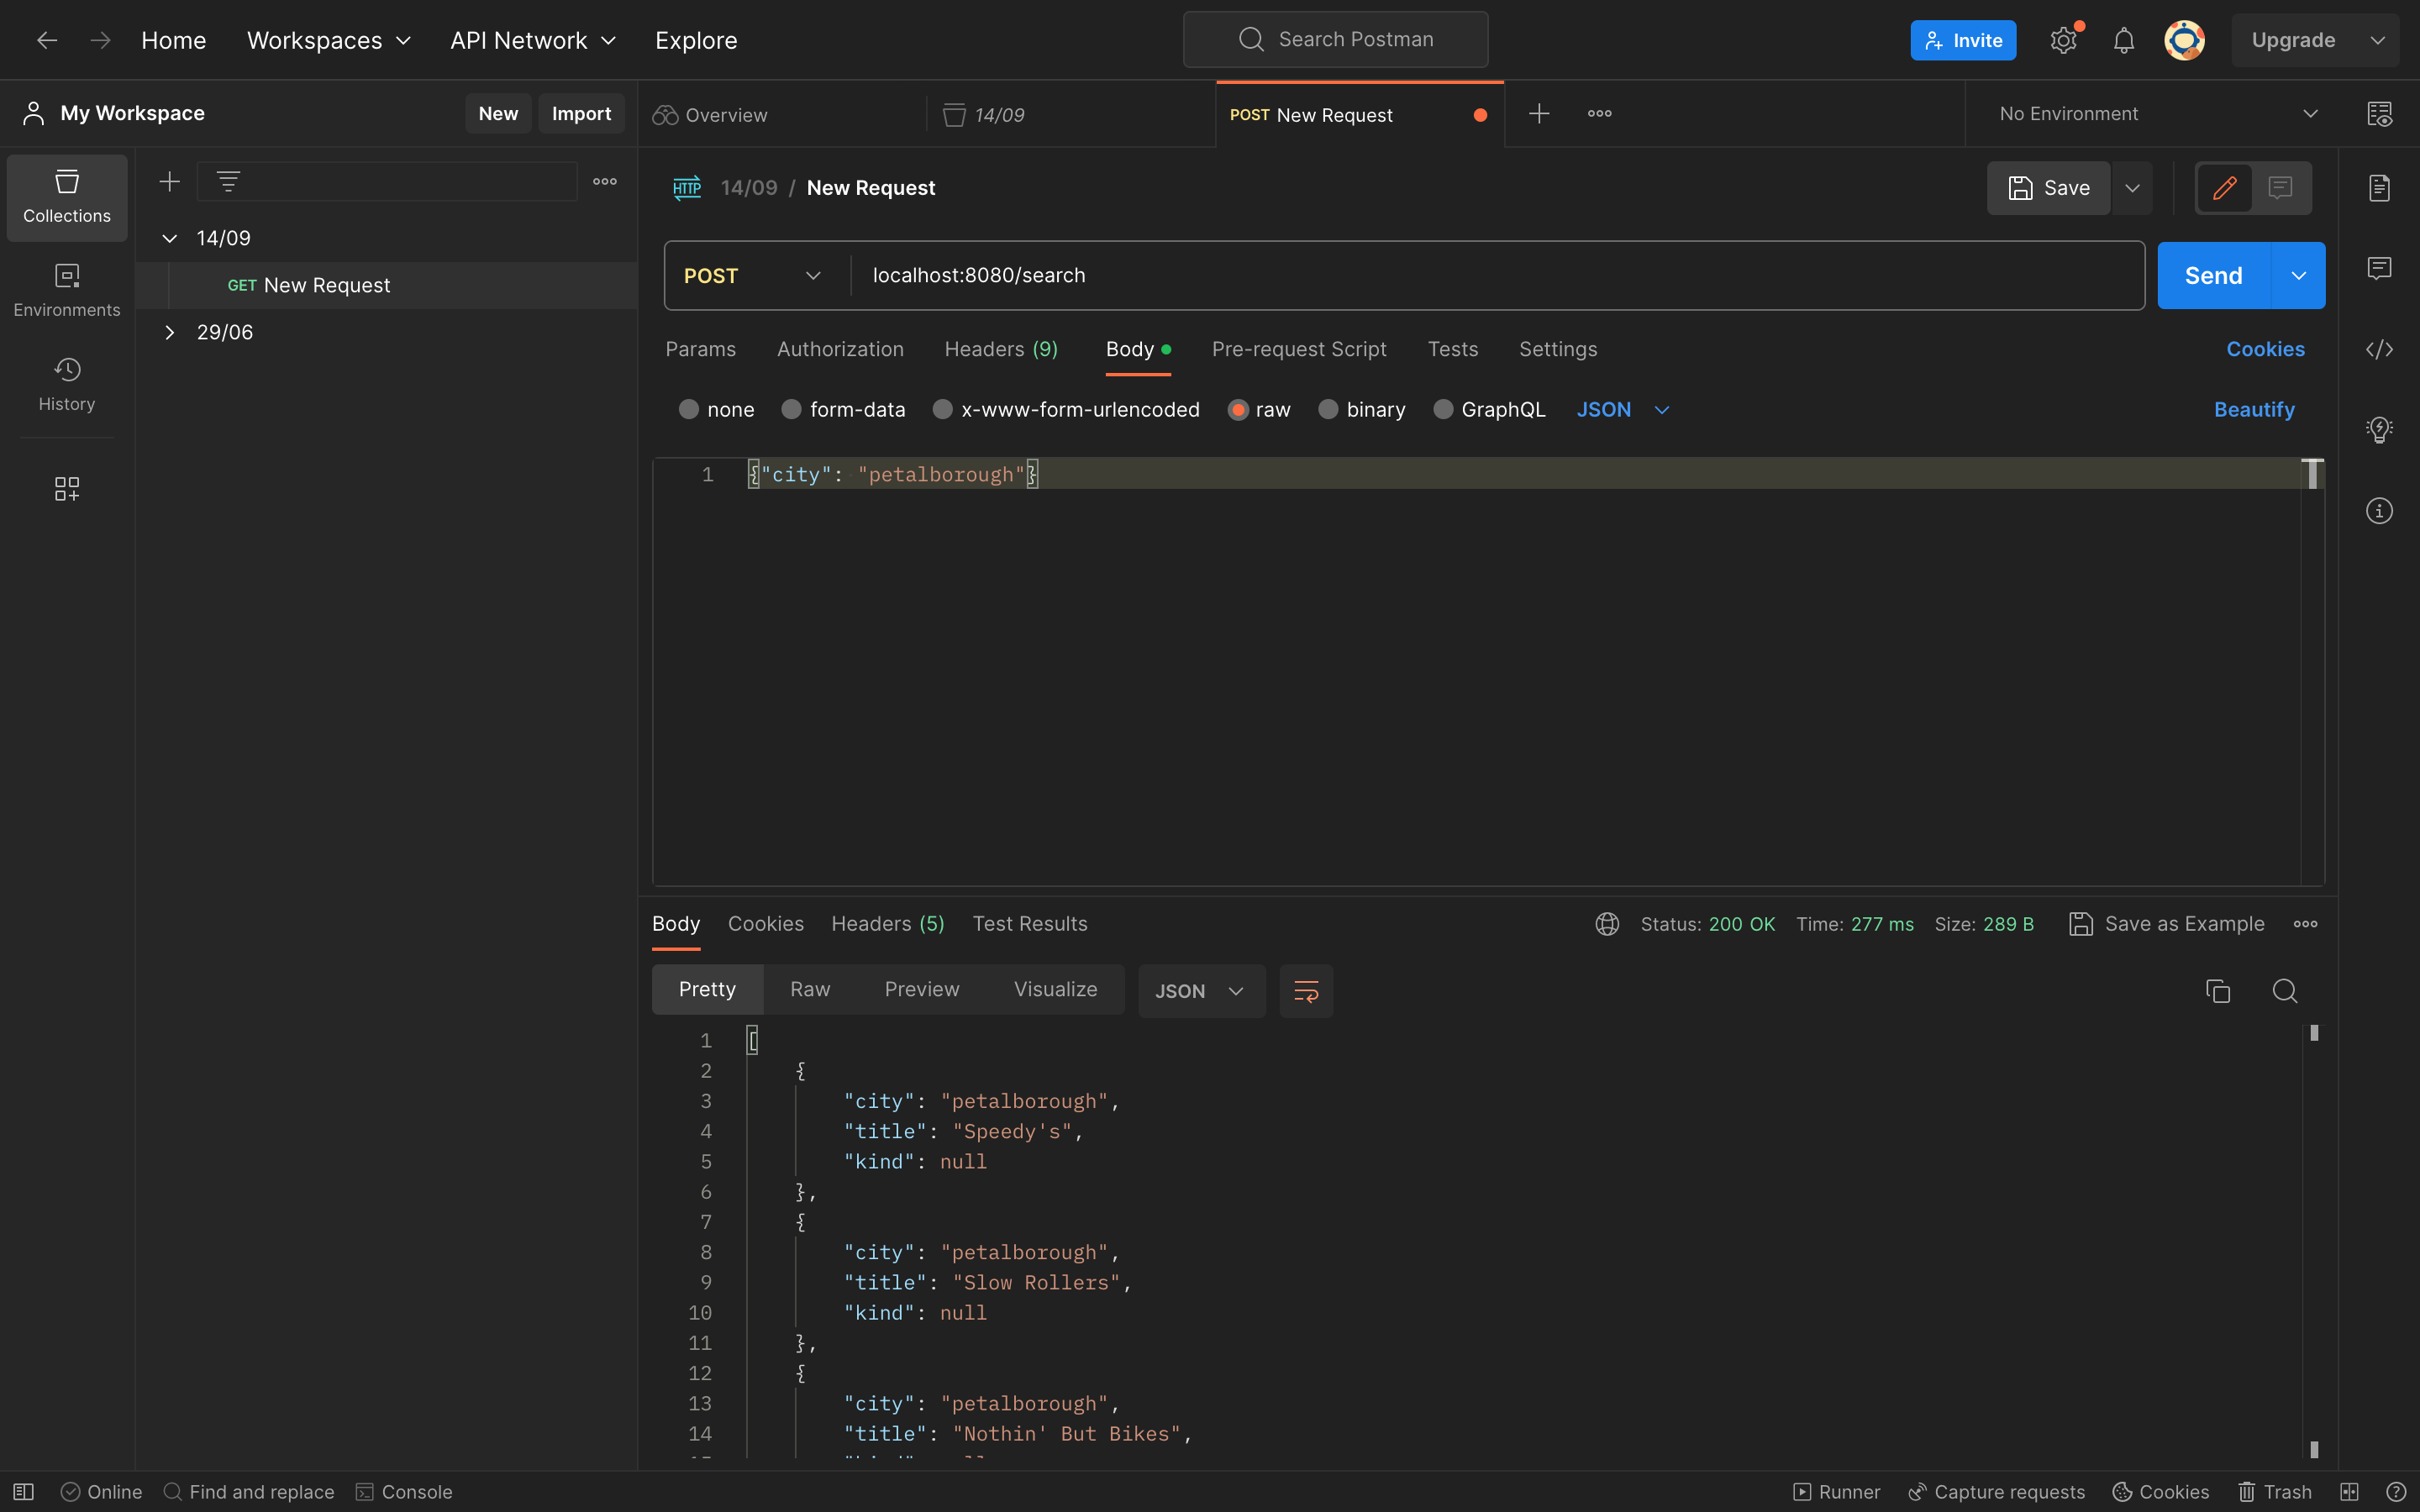 Home Workspaces API Network Explore Search Postman Invite Upgrade
My Workspace New Import Overview 14/09 POST New Request No Environment
Collections
Environments
History
14/09
GET New Request
29/06
HTTP 14/09 / New Request Save
POST localhost:8080/search Send
Params Authorization Headers (9) Body Pre-request Script Tests Settings Cookies
none form-data x-www-form-urlencoded raw binary GraphQL JSON Beautify
1 {"city": "petalborough"}
Body Cookies Headers (5) Test Results Status: 200 OK Time: 277 ms Size: 289 B Save as Example
Pretty Raw Preview Visualize JSON
1 [
2 {
3 "city": "petalborough",
4 "title": "Speedy's",
5 "kind": null
6 },
7 {
8 "city": "petalborough",
9 "title": "Slow Rollers",
10 "kind": null
11 },
12 {
13 "city": "petalborough",
14 "title": "Nothin' But Bikes",
Online Find and replace Console Runner Capture requests Cookies Trash